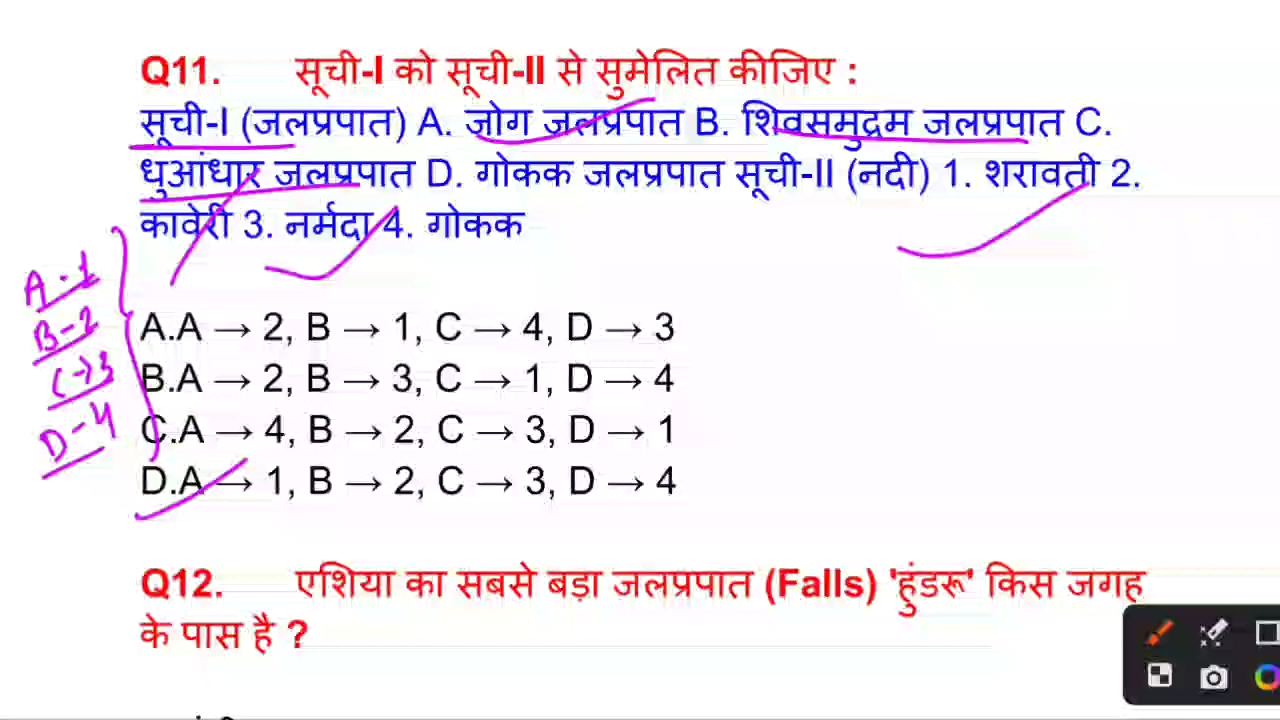 Q11. सूची-I को सूची-II से सुमेलित कीजिए :
सूची-I (जलप्रपात) A. जोग जलप्रपात B. शिवसमुद्रम जलप्रपात C.
धुआंधार जलप्रपात D. गोकक जलप्रपात सूची-II (नदी) 1. शरावती 2.
कावेरी 3. नर्मदा 4. गोकक
A - 1
B - 2
C → 3
D - 4
A.A → 2, B → 1, C → 4, D → 3
B.A → 2, B → 3, C → 1, D → 4
C.A → 4, B → 2, C → 3, D → 1
D.A → 1, B → 2, C → 3, D → 4
Q12. एशिया का सबसे बड़ा जलप्रपात (Falls) 'हुंडरू' किस जगह
के पास है ?